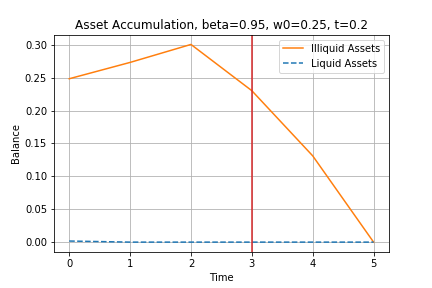 Asset Accumulation, beta=0.95, w0=0.25, t=0.2
Illiquid Assets
Liquid Assets
0.30
0.25
0.20
0.15
0.10
0.05
0.00
Balance
0 1 2 3 4 5
Time